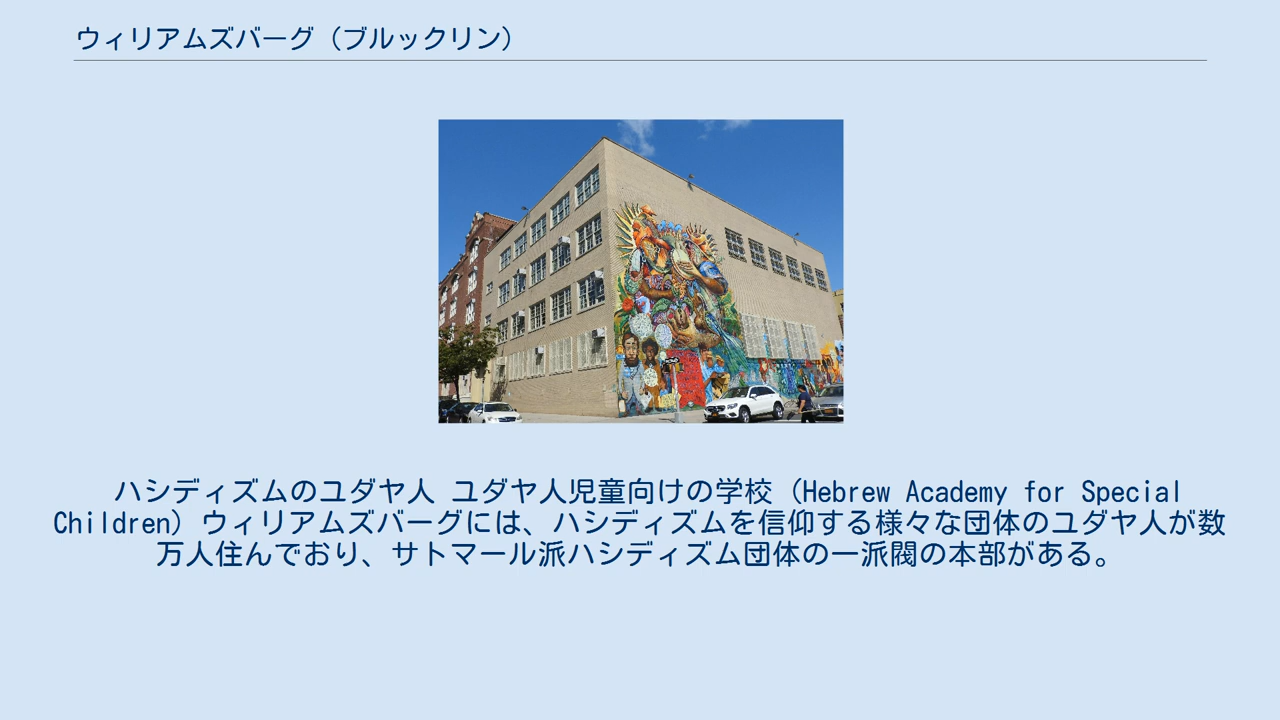 ウィリアムズバーグ（ブルックリン）
ハシディズムのユダヤ人 ユダヤ人児童向けの学校（Hebrew Academy for Special
Children）ウィリアムズバーグには、ハシディズムを信仰する様々な団体のユダヤ人が数
万人住んでおり、サトマール派ハシディズム団体の一派閥の本部がある。